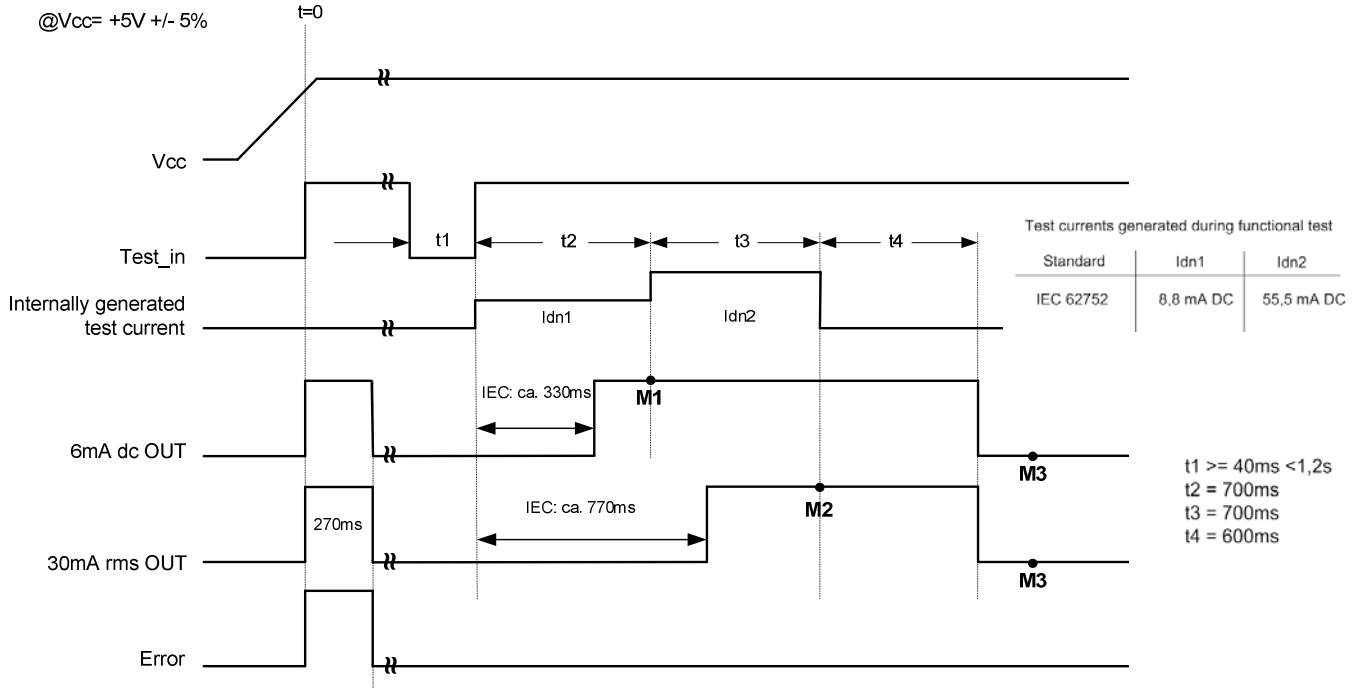 @Vcc= +5V +/- 5%
t=0
Vcc
Test_in
t1
t2
t3
t4
Test currents generated during functional test
Standard
Idn1
Idn2
IEC 62752
8,8 mA DC
55,5 mA DC
Internally generated
test current
Idn1
Idn2
IEC: ca. 330ms
M1
6mA dc OUT
M3
t1 >= 40ms <1,2s
t2 = 700ms
t3 = 700ms
t4 = 600ms
270ms
IEC: ca. 770ms
M2
30mA rms OUT
M3
Error